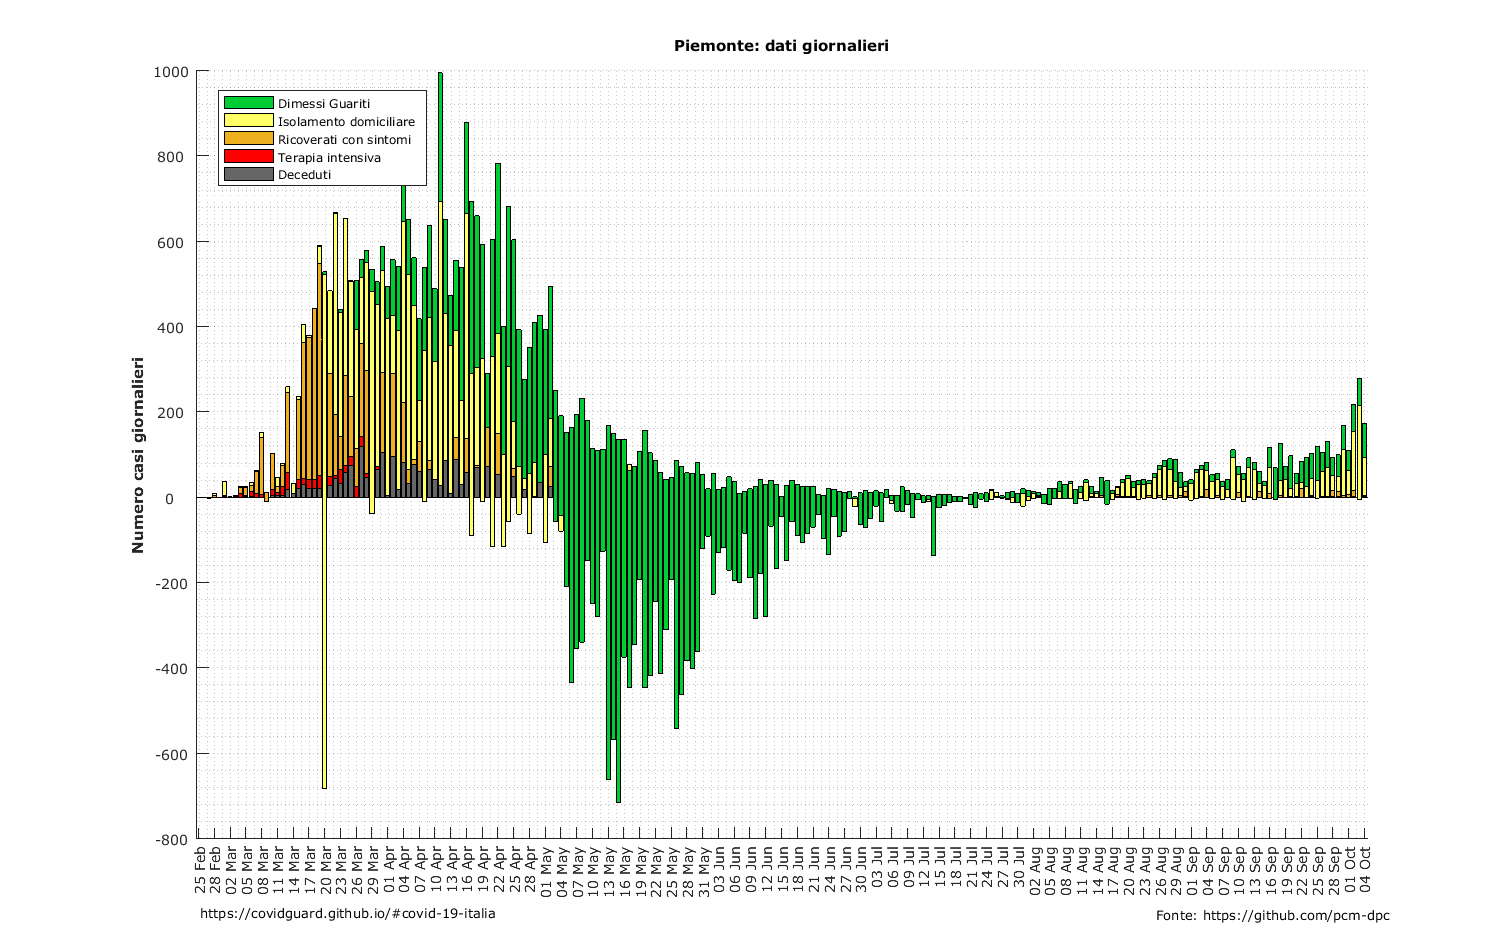 Piemonte: dati giornalieri
1000
800
600
400
200
0
-200
-400
-600
-800
Numero casi giornalieri
Dimessi Guariti
Isolamento domiciliare
Ricoverati con sintomi
Terapia intensiva
Deceduti
25 Feb
28 Feb
02 Mar
05 Mar
08 Mar
11 Mar
14 Mar
17 Mar
20 Mar
23 Mar
26 Mar
29 Mar
01 Apr
04 Apr
07 Apr
10 Apr
13 Apr
16 Apr
19 Apr
22 Apr
25 Apr
28 Apr
01 May
04 May
07 May
10 May
13 May
16 May
19 May
22 May
25 May
28 May
31 May
03 Jun
06 Jun
09 Jun
12 Jun
15 Jun
18 Jun
21 Jun
24 Jun
27 Jun
30 Jun
03 Jul
06 Jul
09 Jul
12 Jul
15 Jul
18 Jul
21 Jul
24 Jul
27 Jul
30 Jul
02 Aug
05 Aug
08 Aug
11 Aug
14 Aug
17 Aug
20 Aug
23 Aug
26 Aug
29 Aug
01 Sep
04 Sep
07 Sep
10 Sep
13 Sep
16 Sep
19 Sep
22 Sep
25 Sep
28 Sep
01 Oct
04 Oct
https://covidguard.github.io/#covid-19-italia
Fonte: https://github.com/pcm-dpc